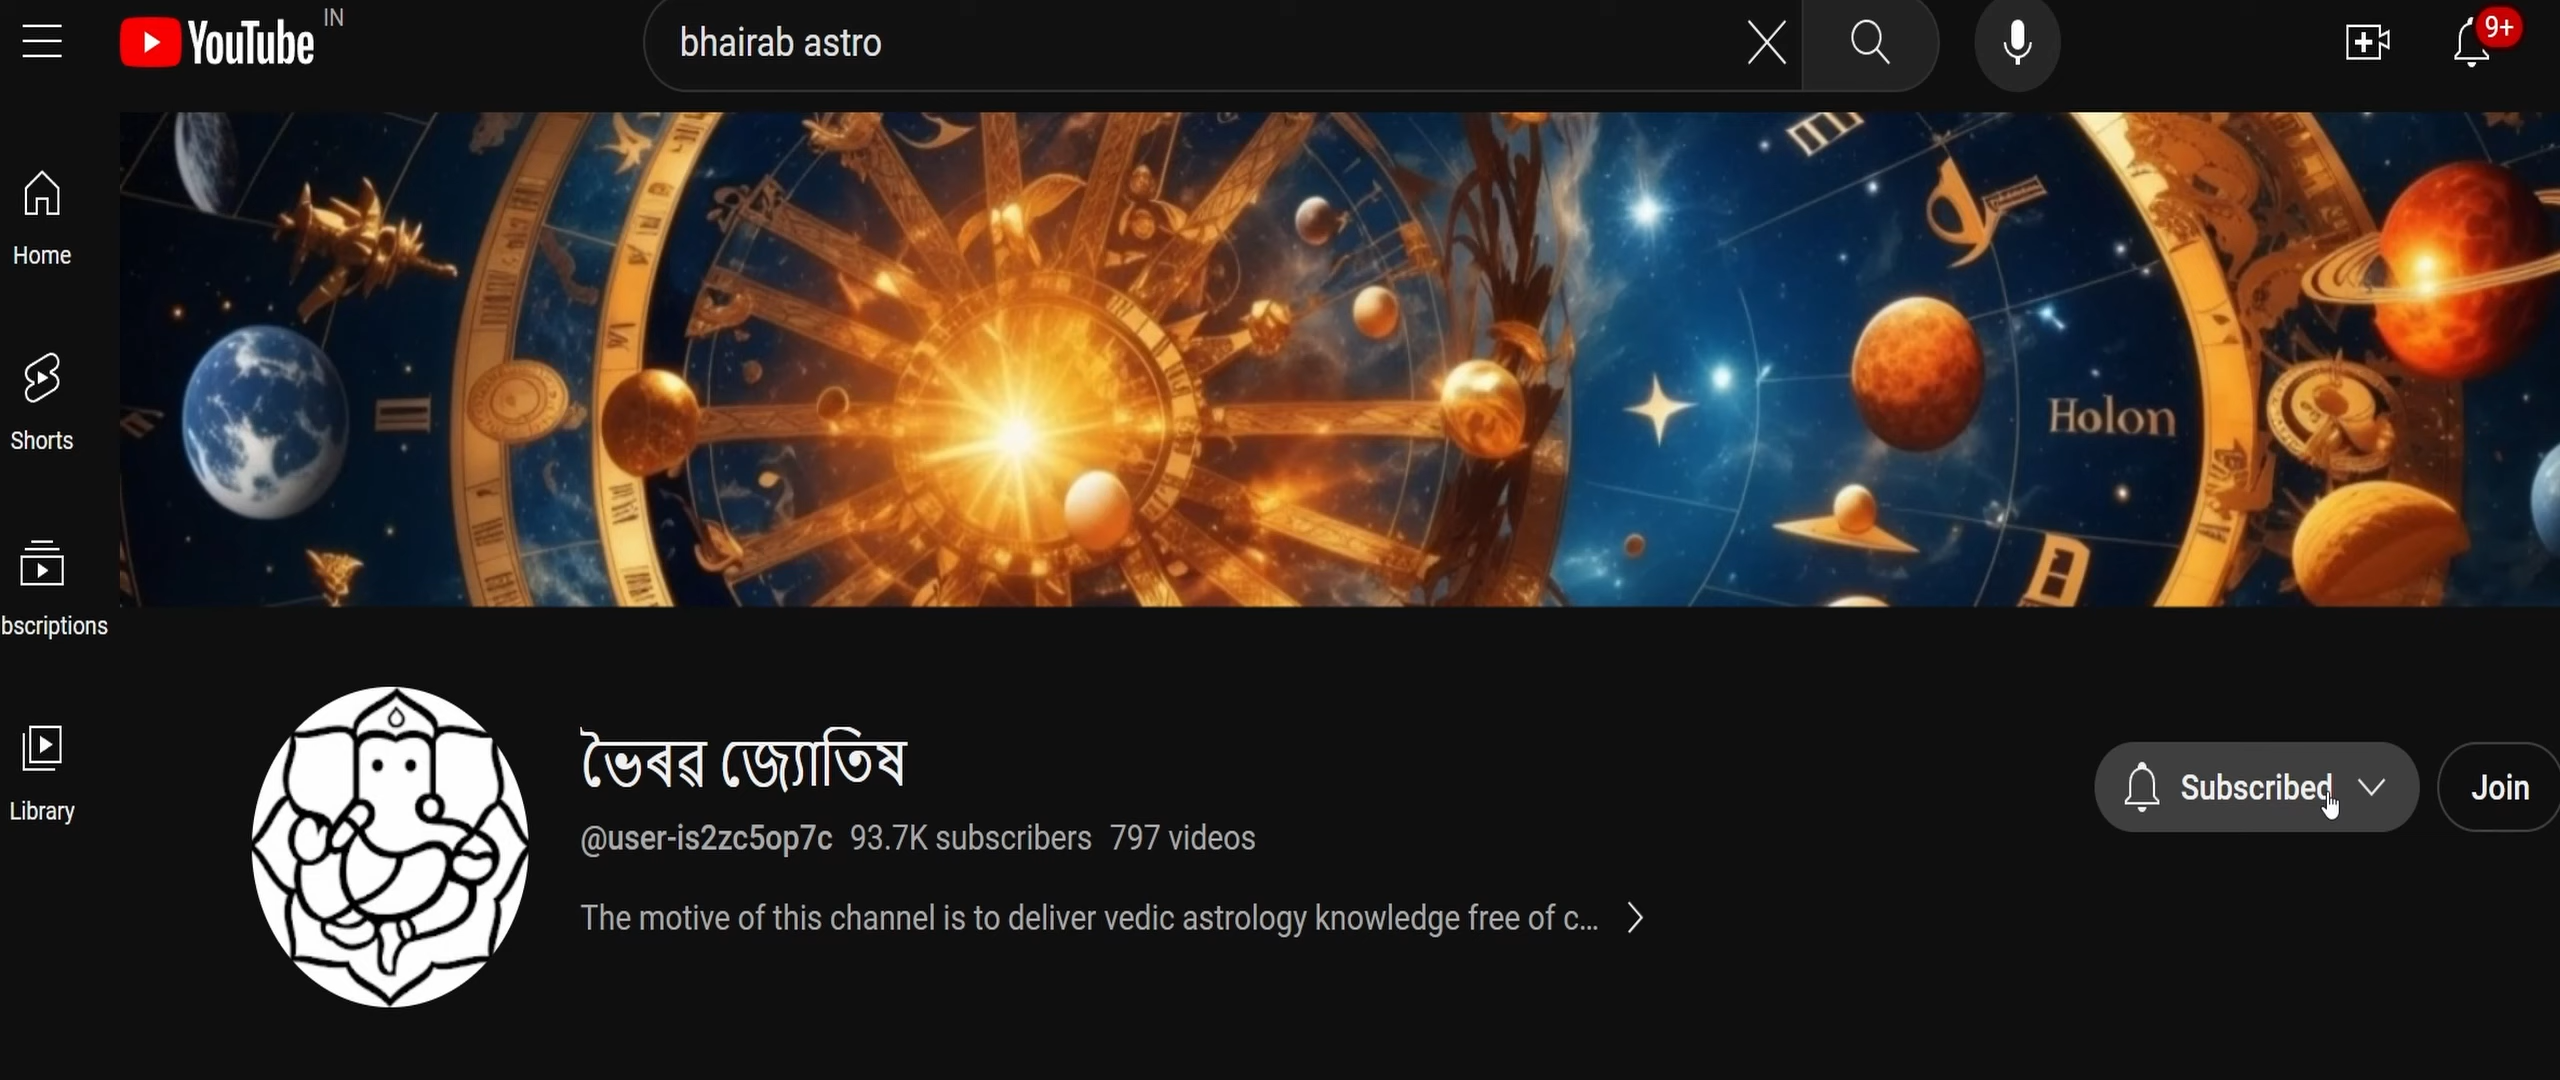 YouTube IN
bhairab astro
9+
Home
Shorts
bscriptions
Library
Holon
ভৈৰৱ জ্যোতিষ
@user-is2zc5op7c 93.7K subscribers 797 videos
The motive of this channel is to deliver vedic astrology knowledge free of c...
Subscribed
Join